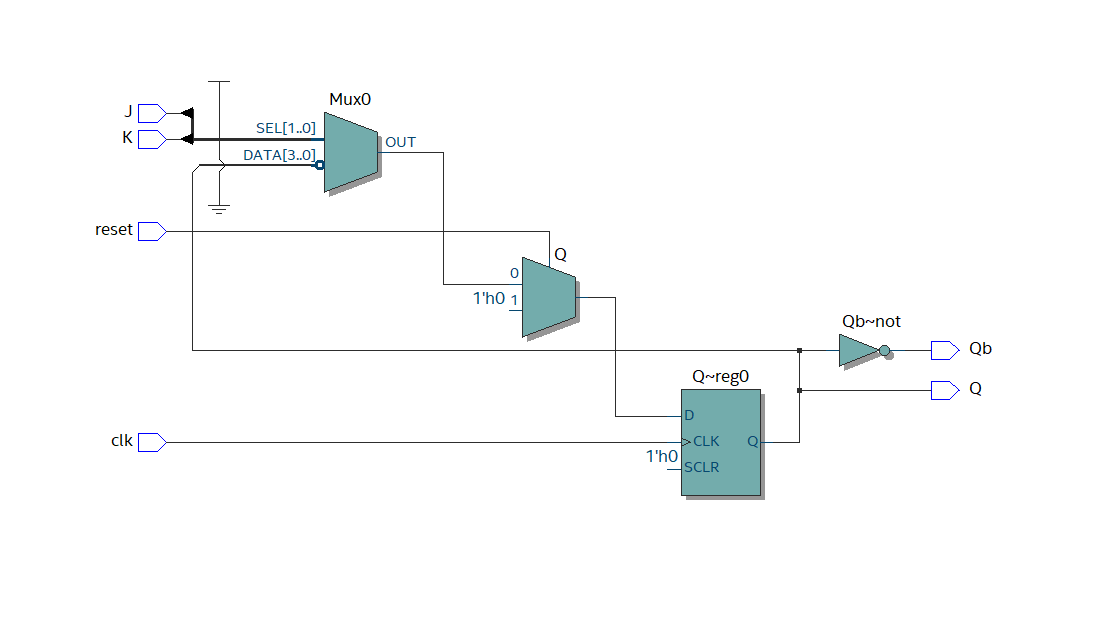 Mux0
J
K
SEL[1..0]
OUT
DATA[3..0]
reset
Q
0
1'h0 1
Qb~not
Qb
Q~reg0
Q
D
clk
CLK
Q
1'h0
SCLR